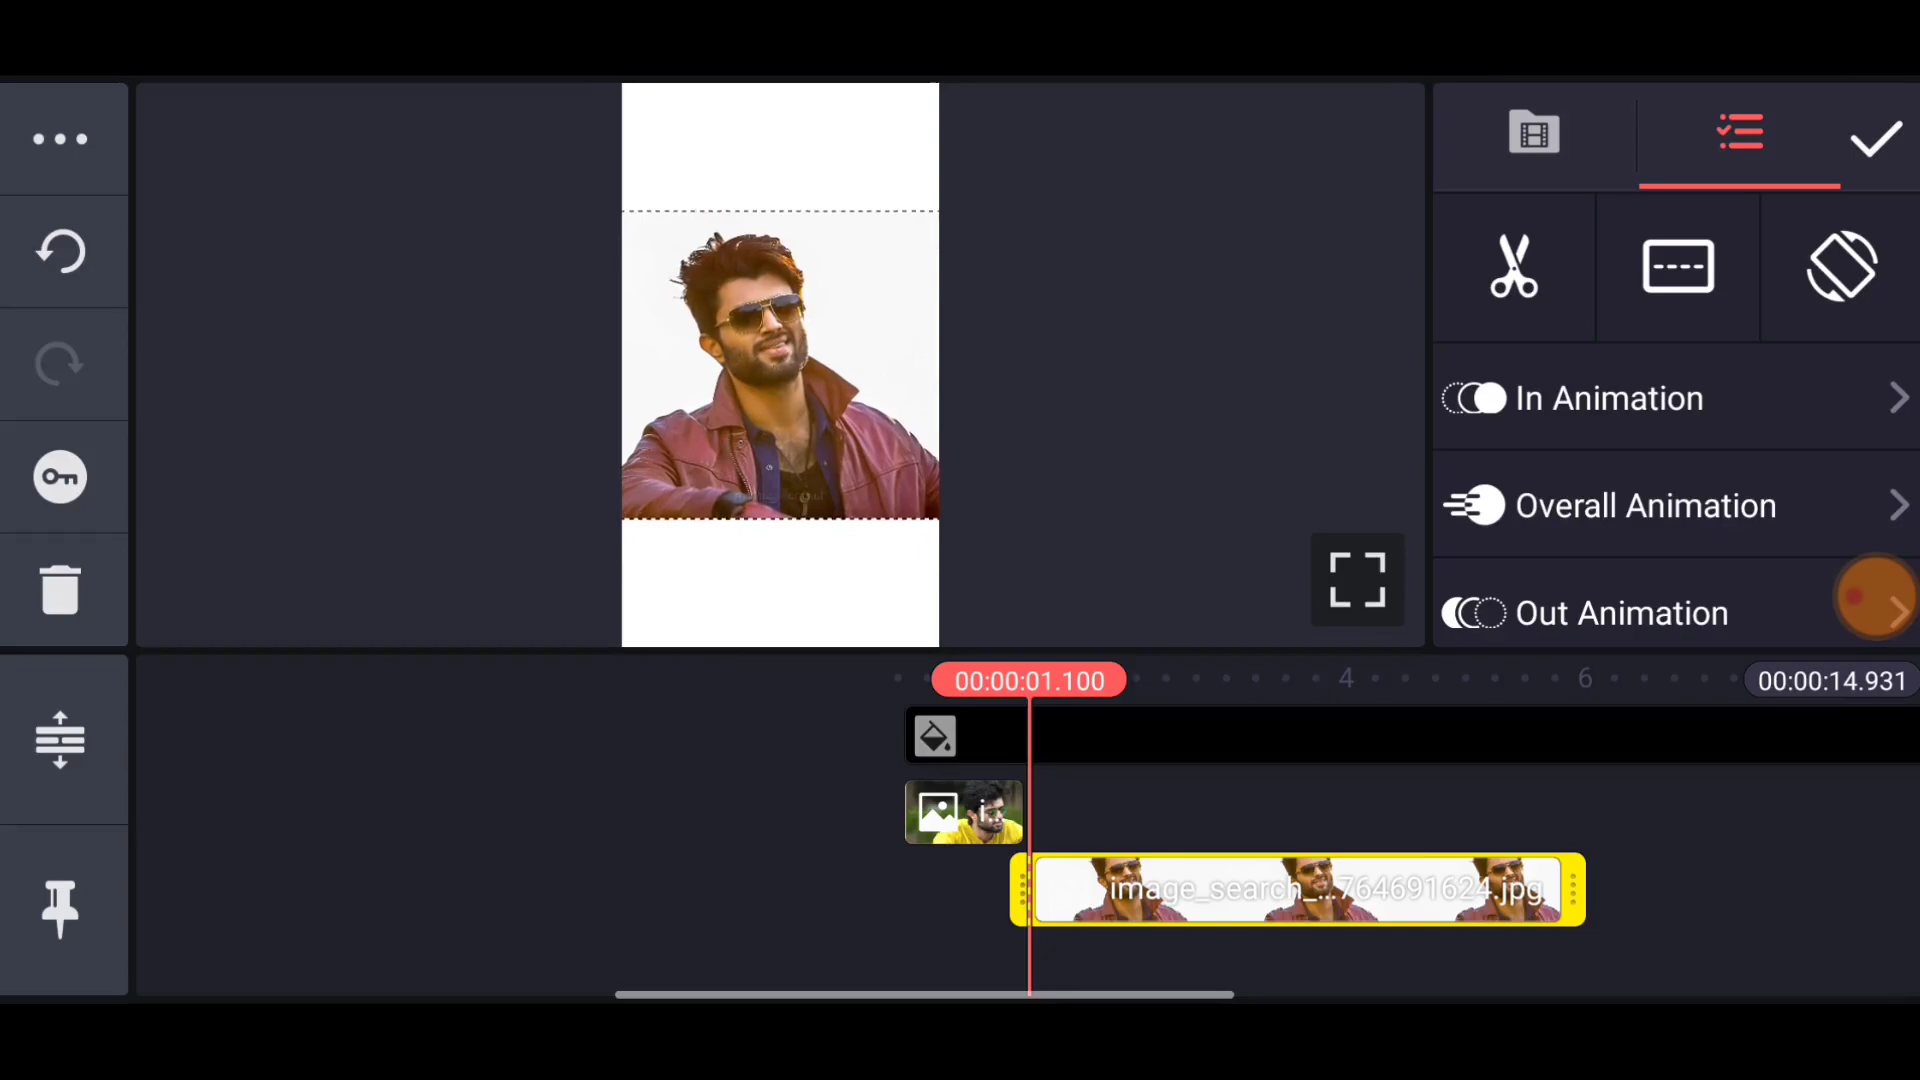 In Animation
Overall Animation
Out Animation
00:00:01.100
4
6
00:00:14.931
i..
image_search_...764691624.jpg